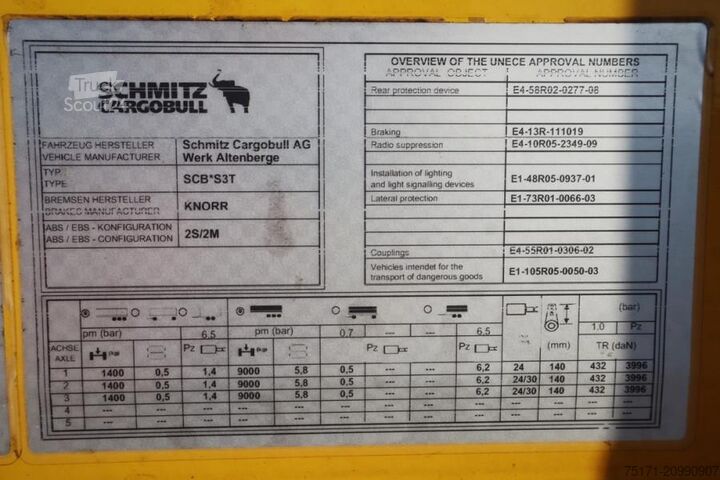 Truck
Scout24
SCHMITZ
CARGOBULL
FAHRZEUG HERSTELLER
VEHICLE MANUFACTURER
Schmitz Cargobull AG
Werk Altenberge
TYP
TYPE
SCB*S3T
BREMSEN HERSTELLER
BRAKES MANUFACTURER
KNORR
ABS / EBS - KONFIGURATION
ABS / EBS - CONFIGURATION
2S/2M
OVERVIEW OF THE UNECE APPROVAL NUMBERS
APPROVAL OBJECT APPROVAL NUMBER
Rear protection device E4-58R02-0277-08
Braking E4-13R-111019
Radio suppression E4-10R05-2349-09
Installation of lighting
and light signalling devices E1-48R05-0937-01
Lateral protection E1-73R01-0066-03
Couplings E4-55R01-0306-02
Vehicles intendet for the
transport of dangerous goods E1-105R05-0050-03
(bar)
pm (bar) 6,5 pm (bar) 0,7 --- --- 6,5 1,0 Pz
ACHSE
AXLE
Pz Pz Pz (mm) TR (daN)
1 1400 0,5 1,4 9000 5,8 0,5 --- --- 6,2 24 140 432 3996
2 1400 0,5 1,4 9000 5,8 0,5 --- --- 6,2 24/30 140 432 3996
3 1400 0,5 1,4 9000 5,8 0,5 --- --- 6,2 24/30 140 432 3996
4 --- --- --- --- --- --- --- --- --- --- --- --- ---
5 --- --- --- --- --- --- --- --- --- --- --- --- ---
75171-20990907